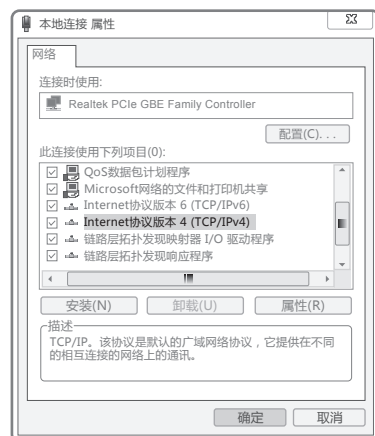 本地连接 属性
网络
连接时使用:
Realtek PCIe GBE Family Controller
配置(C). . .
此连接使用下列项目(0):
QoS数据包计划程序
Microsoft网络的文件和打印机共享
Internet协议版本 6 (TCP/IPv6)
Internet协议版本 4 (TCP/IPv4)
链路层拓扑发现映射器 I/O 驱动程序
链路层拓扑发现响应程序
安装(N) 卸载(U) 属性(R)
描述
TCP/IP。该协议是默认的广域网络协议，它提供在不同
的相互连接的网络上的通讯。
确定 取消